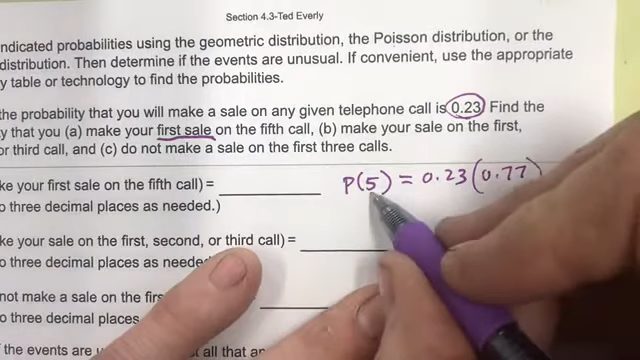 Section 4.3-Ted Everly
indicated probabilities using the geometric distribution, the Poisson distribution, or the
distribution. Then determine if the events are unusual. If convenient, use the appropriate
y table or technology to find the probabilities.
the probability that you will make a sale on any given telephone call is 0.23 Find the
y that you (a) make your first sale on the fifth call, (b) make your sale on the first,
or third call, and (c) do not make a sale on the first three calls.
ke your first sale on the fifth call) =
P(5) = 0.23(0.77)
o three decimal places as needed.)
ke your sale on the first, second, or third call) =
o three decimal places as neede
not make a sale on the firs
o three decimal places
f the events are u all that ap